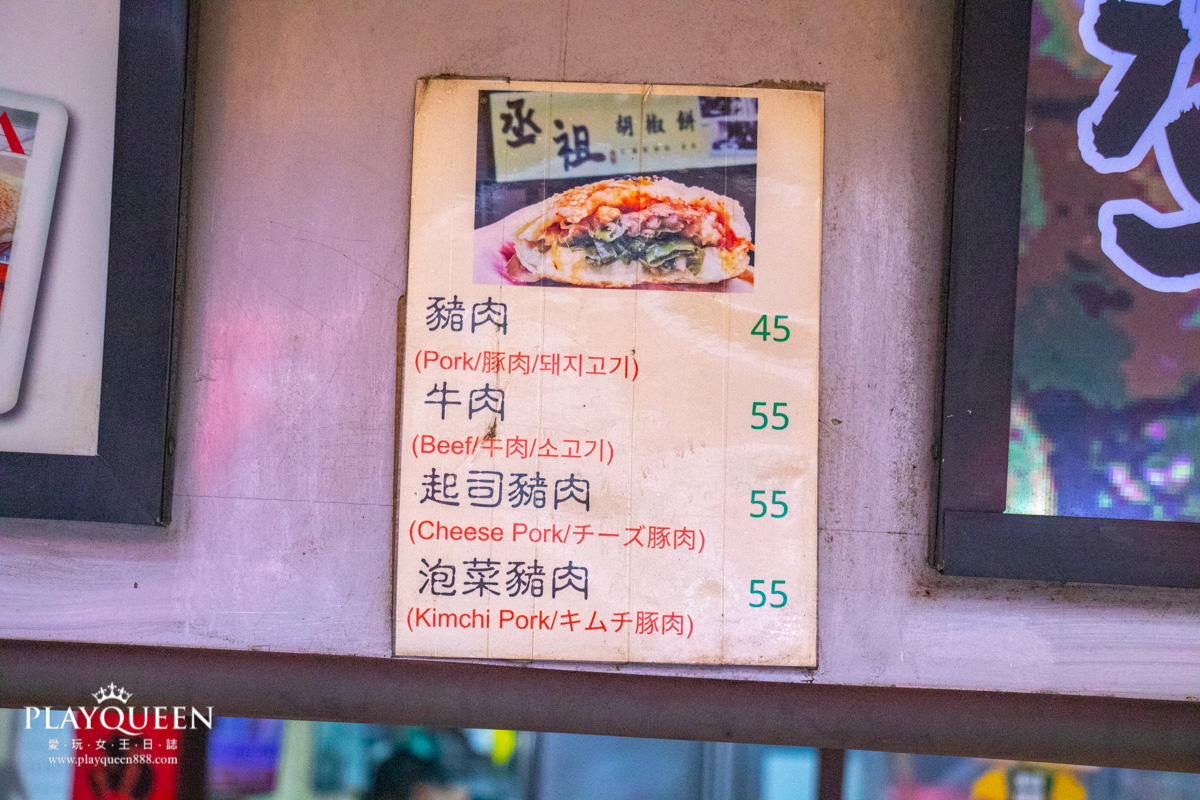 丞祖 胡椒餅
豬肉 45
(Pork/豚肉/돼지고기)
牛肉 55
(Beef/牛肉/소고기)
起司豬肉 55
(Cheese Pork/チーズ豚肉)
泡菜豬肉 55
(Kimchi Pork/キムチ豚肉)
PLAYQUEEN
愛·玩·女·王·日·誌
www.playqueen888.com